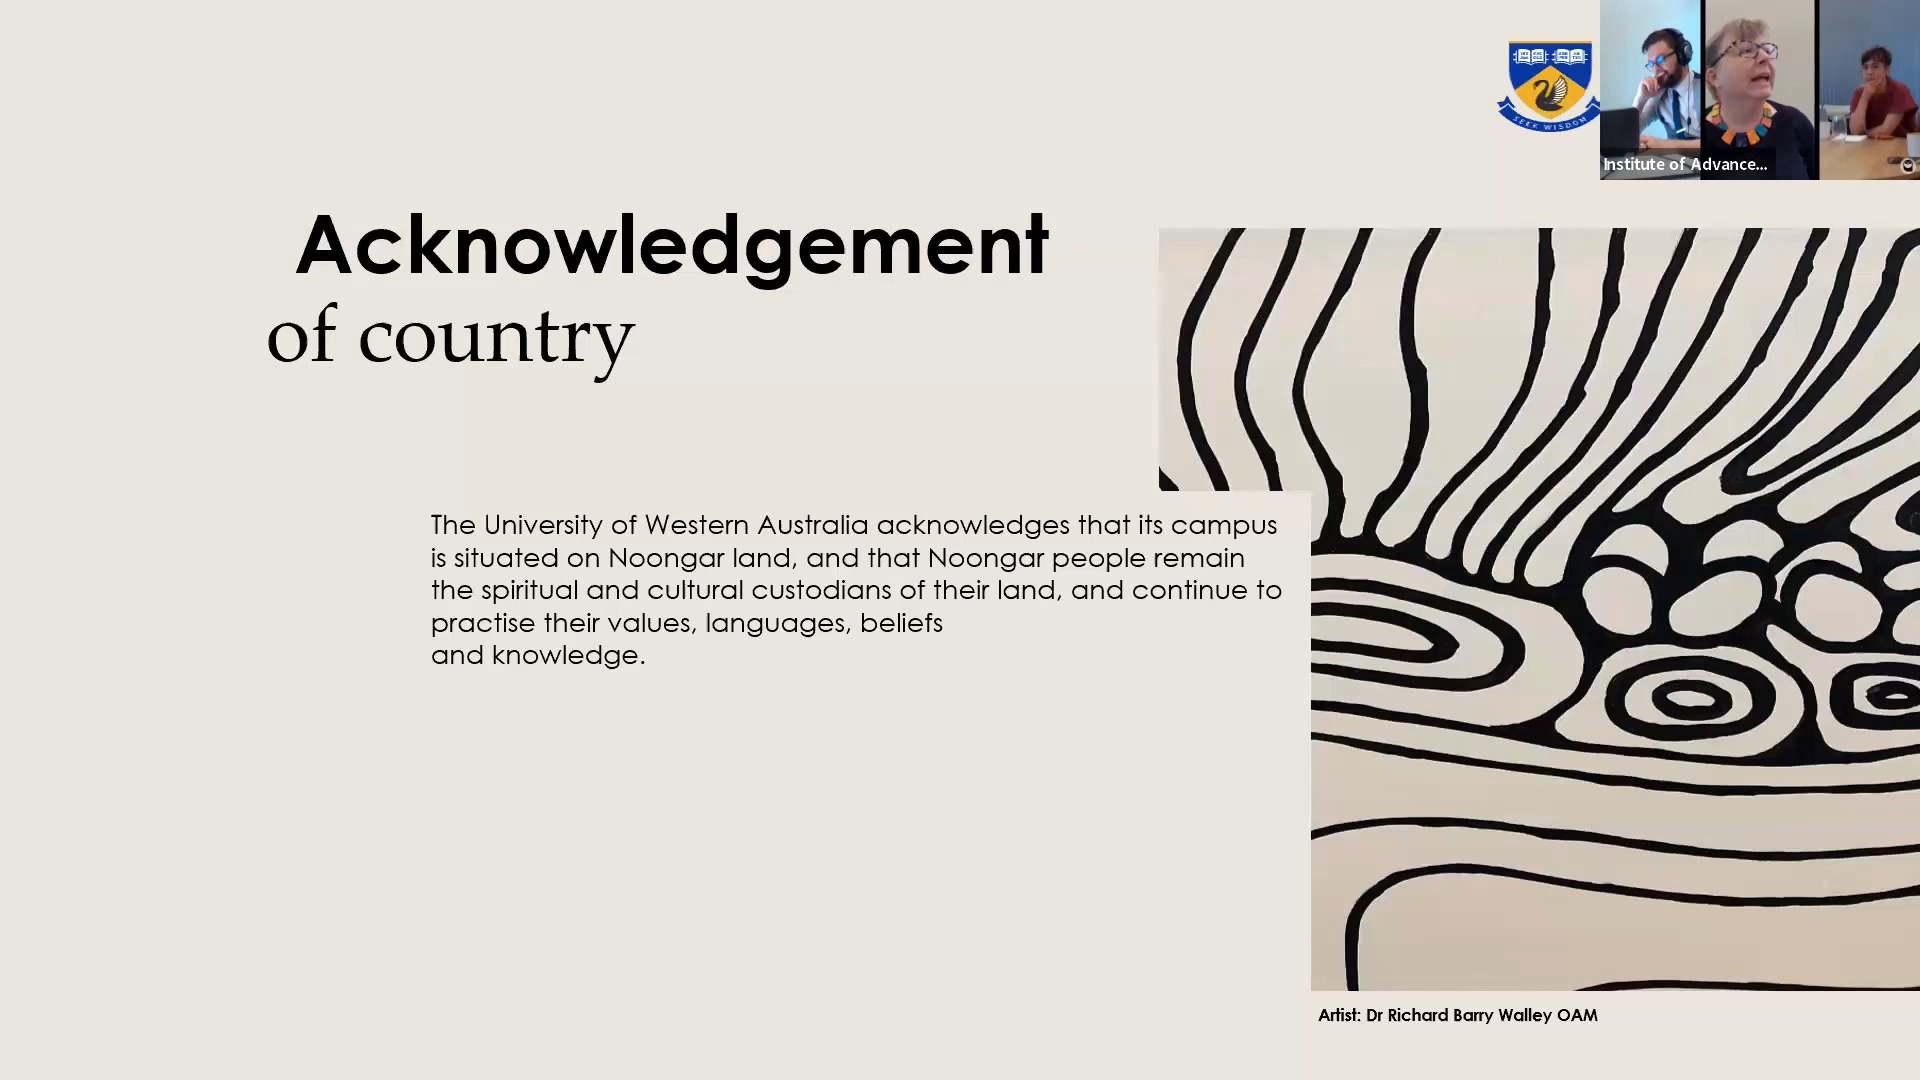 SEEK WISDOM
Institute of Advance...
Acknowledgement
of country
The University of Western Australia acknowledges that its campus
is situated on Noongar land, and that Noongar people remain
the spiritual and cultural custodians of their land, and continue to
practise their values, languages, beliefs
and knowledge.
Artist: Dr Richard Barry Walley OAM